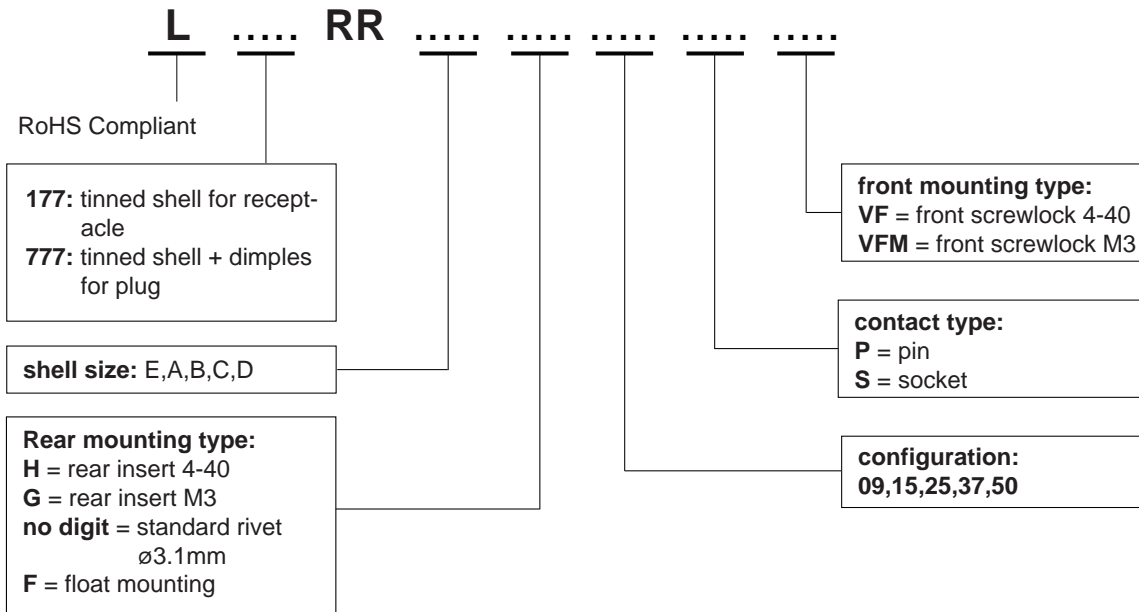 L ..... RR ..... ..... ..... ..... .....
RoHS Compliant
177: tinned shell for recept-
acle
777: tinned shell + dimples
for plug
shell size: E,A,B,C,D
Rear mounting type:
H = rear insert 4-40
G = rear insert M3
no digit = standard rivet
ø3.1mm
F = float mounting
front mounting type:
VF = front screwlock 4-40
VFM = front screwlock M3
contact type:
P = pin
S = socket
configuration:
09,15,25,37,50